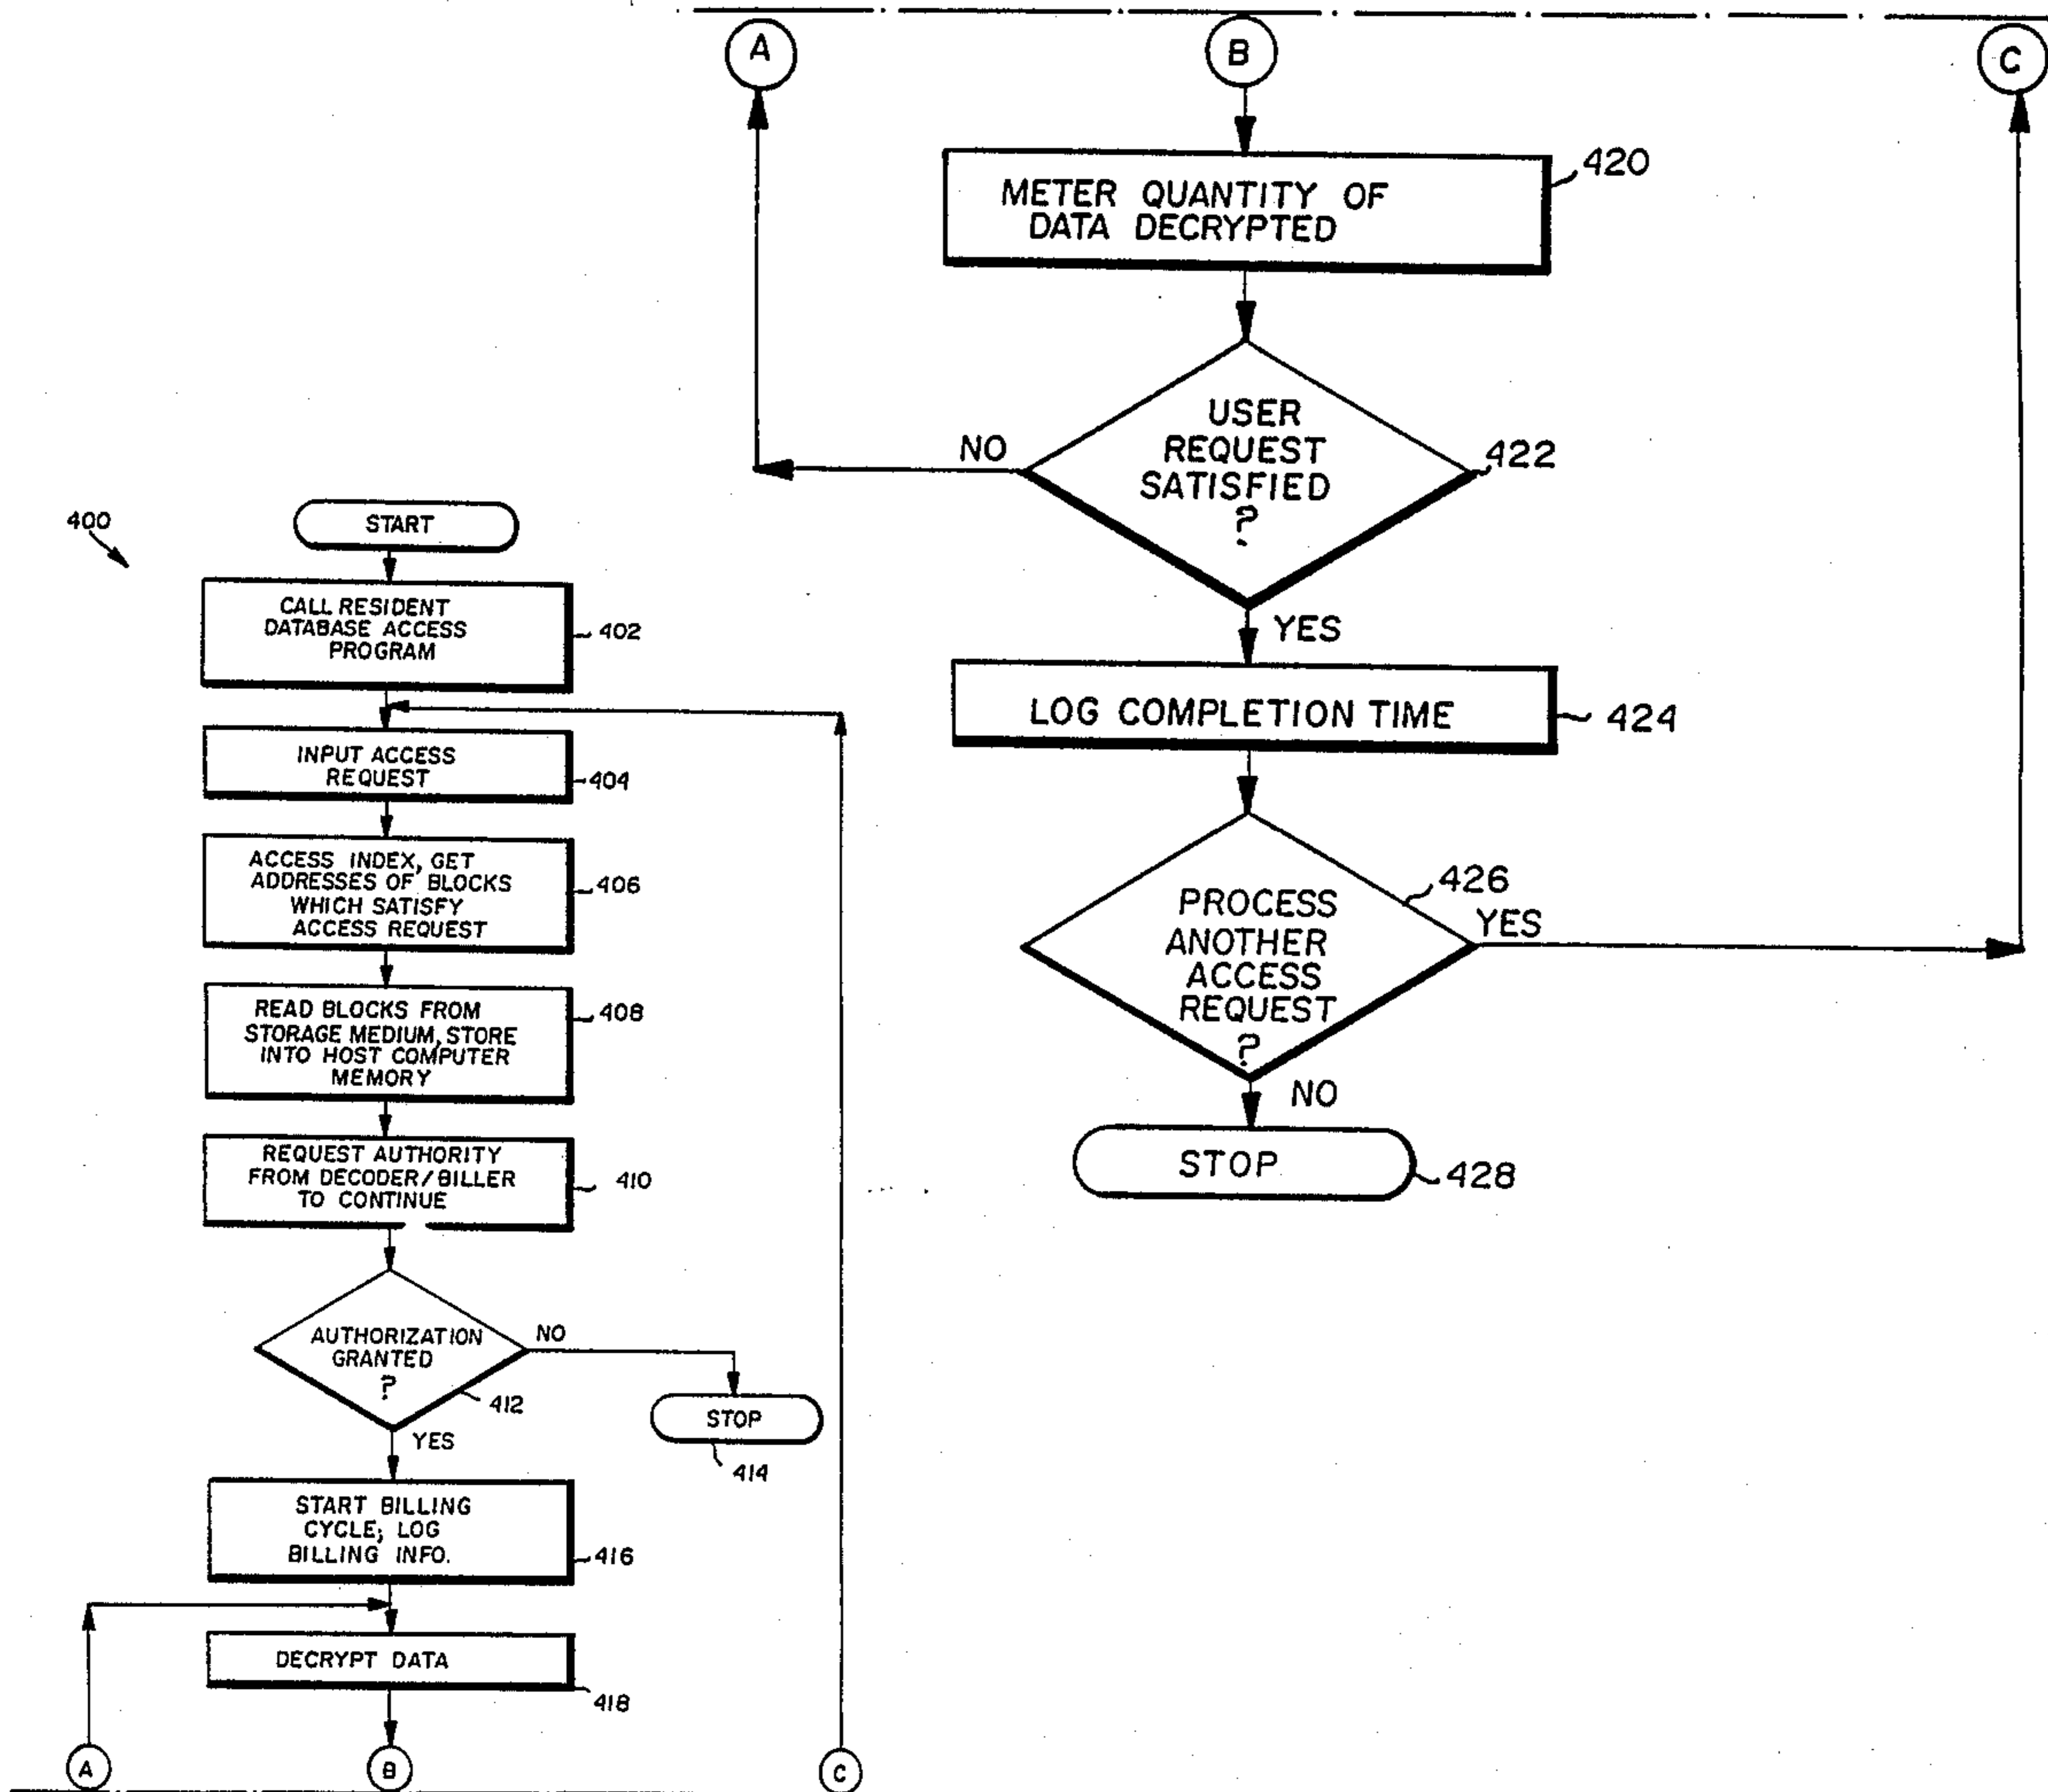 400
START
CALL RESIDENT
DATABASE ACCESS
PROGRAM
402
INPUT ACCESS
REQUEST
404
ACCESS INDEX, GET
ADDRESSES OF BLOCKS
WHICH SATISFY
ACCESS REQUEST
406
READ BLOCKS FROM
STORAGE MEDIUM, STORE
INTO HOST COMPUTER
MEMORY
408
REQUEST AUTHORITY
FROM DECODER/BILLER
TO CONTINUE
410
AUTHORIZATION
GRANTED
?
412
NO
STOP
414
YES
START BILLING
CYCLE; LOG
BILLING INFO.
416
DECRYPT DATA
418
A
B
C
A
B
C
METER QUANTITY OF
DATA DECRYPTED
420
USER
REQUEST
SATISFIED
?
422
NO
YES
LOG COMPLETION TIME
424
PROCESS
ANOTHER
ACCESS
REQUEST
?
426
YES
NO
STOP
428